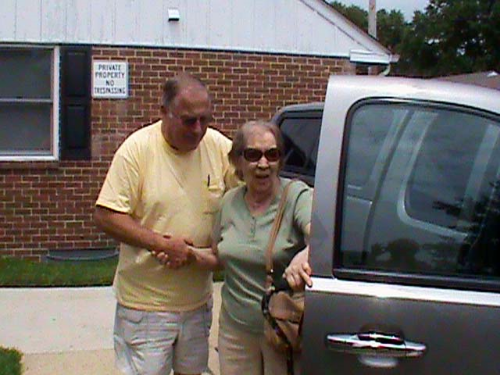 PRIVATE
PROPERTY
NO
TRESPASSING